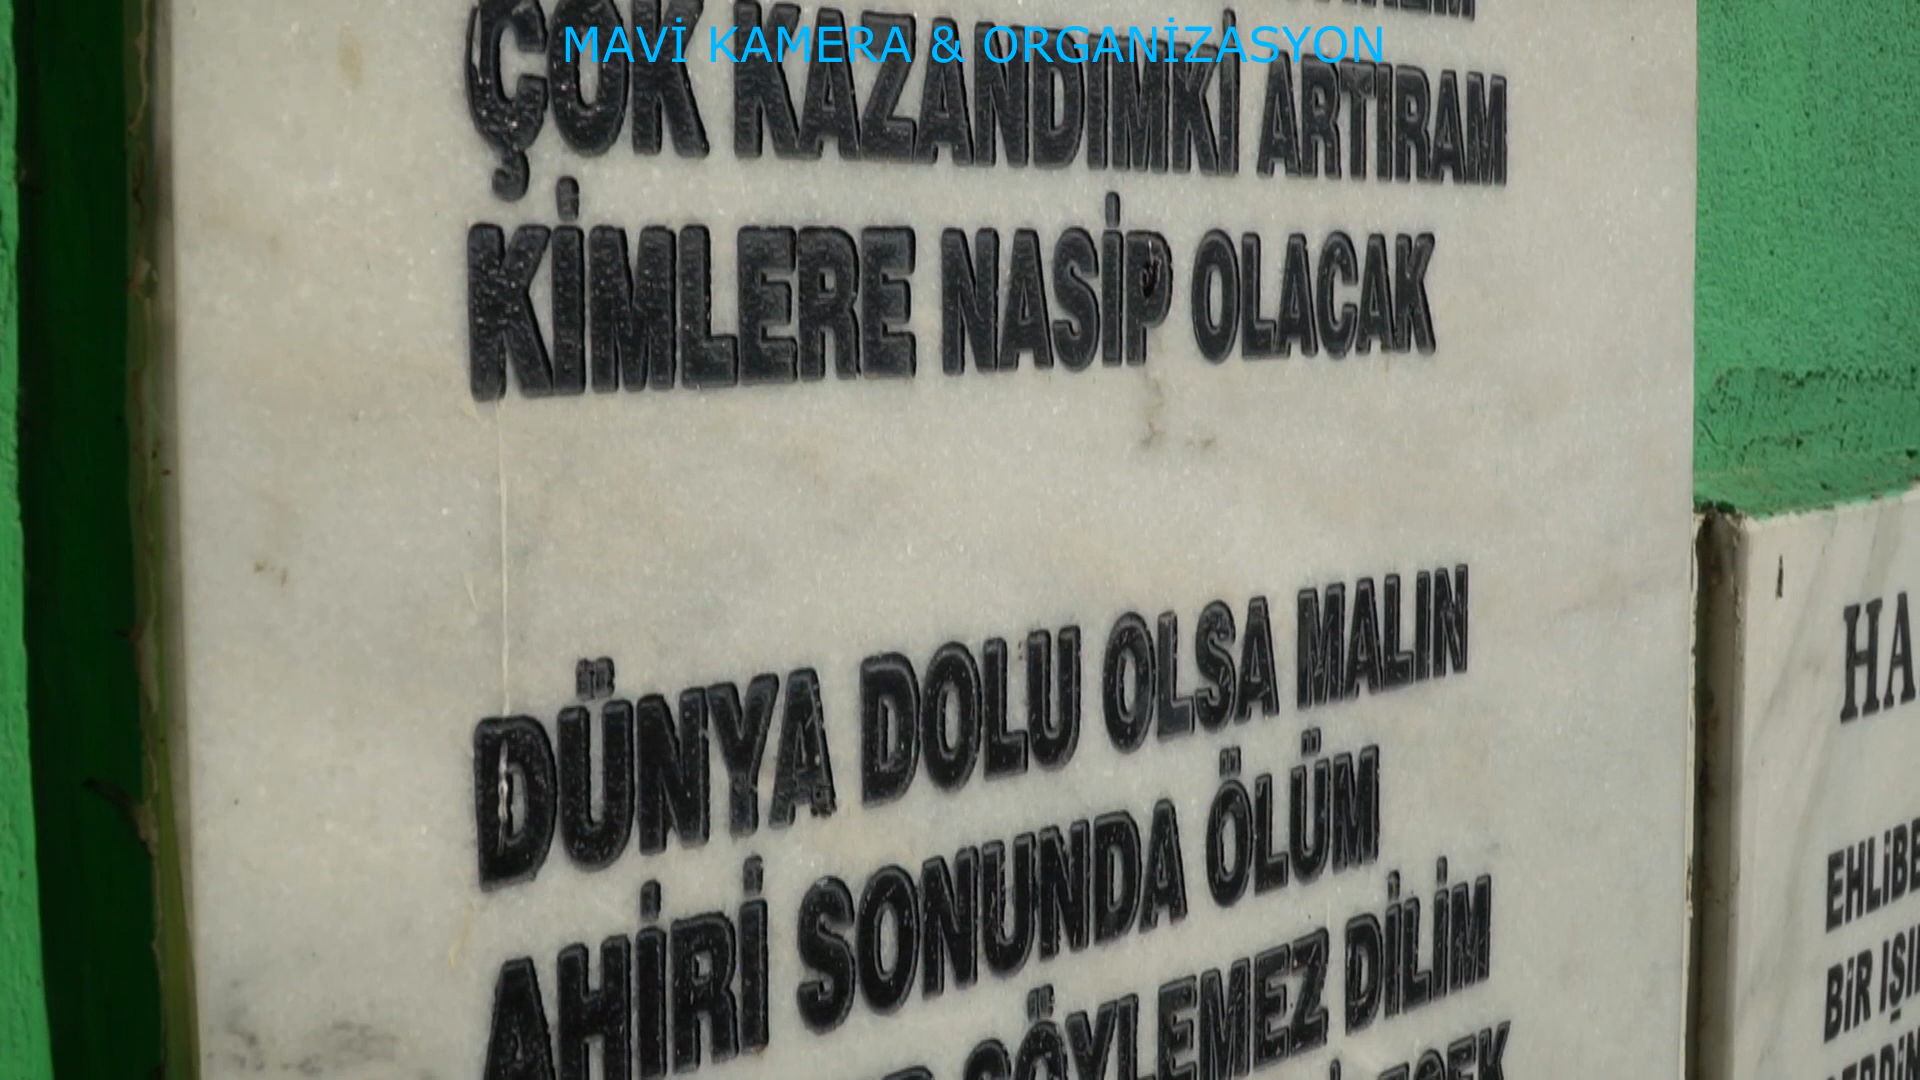 MAVİ KAMERA & ORGANİZASYON
ÇOK KAZANDIMKİ ARTIRAM
KİMLERE NASİP OLACAK
DÜNYA DOLU OLSA MALIN
AHİRİ SONUNDA ÖLÜM
SÖYLEMEZ DİLİM
HA
EHLİBE
BİR IŞI